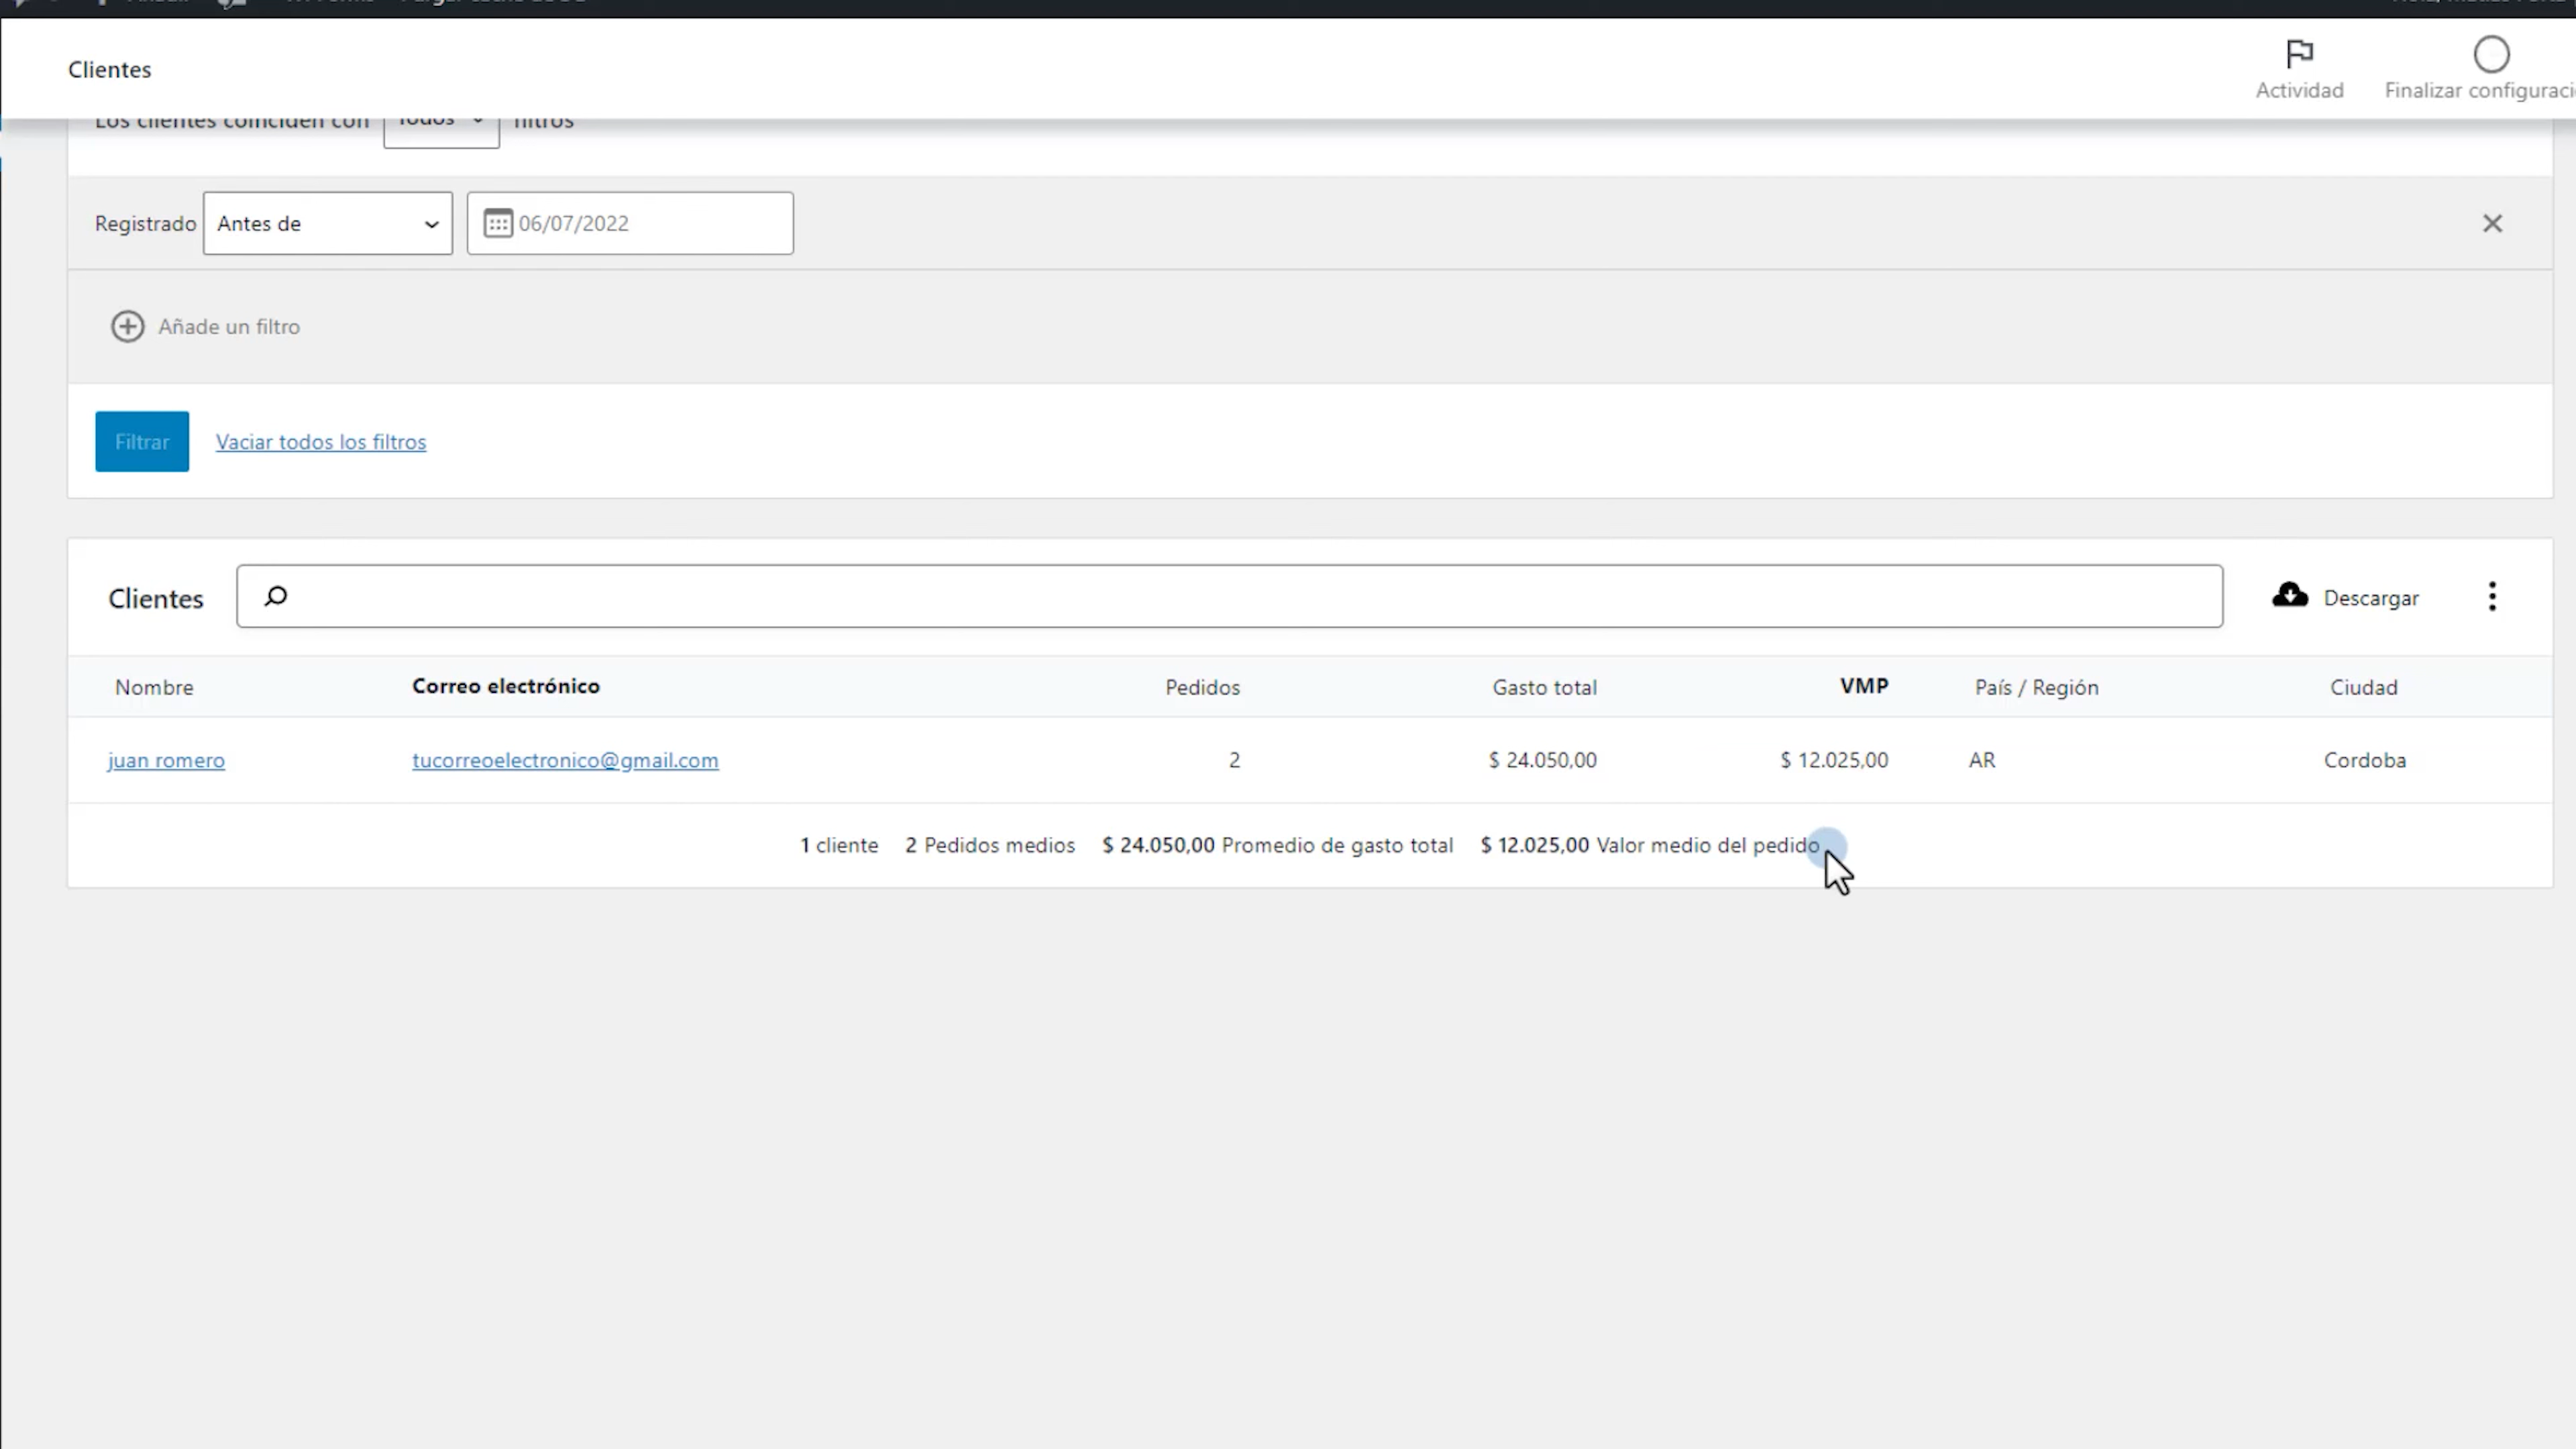 Clientes
Actividad
Finalizar configuraci
Los clientes coinciden con Todos filtros
Registrado Antes de 06/07/2022
Añade un filtro
Filtrar Vaciar todos los filtros
Clientes Descargar
Nombre Correo electrónico Pedidos Gasto total VMP País / Región Ciudad
juan romero tucorreoelectronico@gmail.com 2 $ 24.050,00 $ 12.025,00 AR Cordoba
1 cliente 2 Pedidos medios $ 24.050,00 Promedio de gasto total $ 12.025,00 Valor medio del pedido